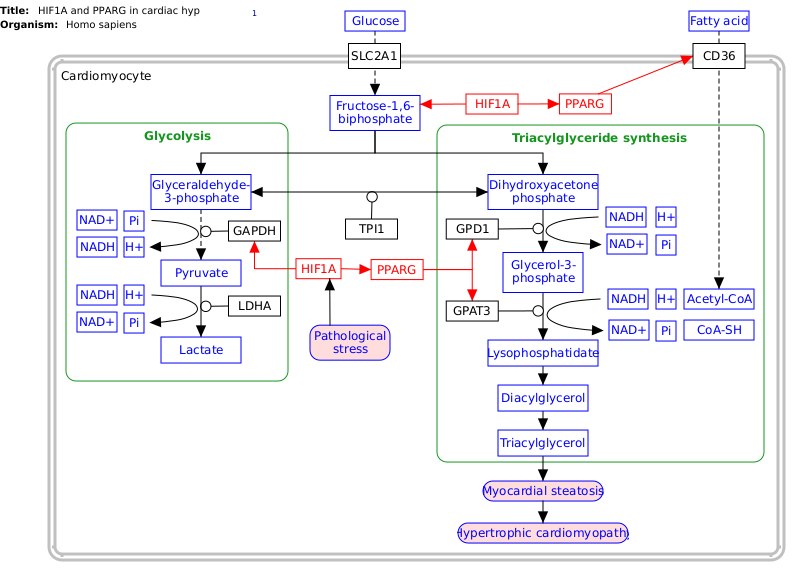 Title: HIF1A and PPARG in cardiac hyp
1
Organism: Homo sapiens
Glucose
Fatty acid
SLC2A1
CD36
Cardiomyocyte
Fructose-1,6-
biphosphate
HIF1A
PPARG
Glycolysis
Triacylglyceride synthesis
Glyceraldehyde-
3-phosphate
Dihydroxyacetone
phosphate
NAD+
Pi
GAPDH
TPI1
GPD1
NADH
H+
NADH
H+
NAD+
Pi
Pyruvate
HIF1A
PPARG
Glycerol-3-
phosphate
NADH
H+
LDHA
GPAT3
NADH
H+
Acetyl-CoA
NAD+
Pi
NAD+
Pi
CoA-SH
Pathological
stress
Lactate
Lysophosphatidate
Diacylglycerol
Triacylglycerol
Myocardial steatosis
Hypertrophic cardiomyopathy